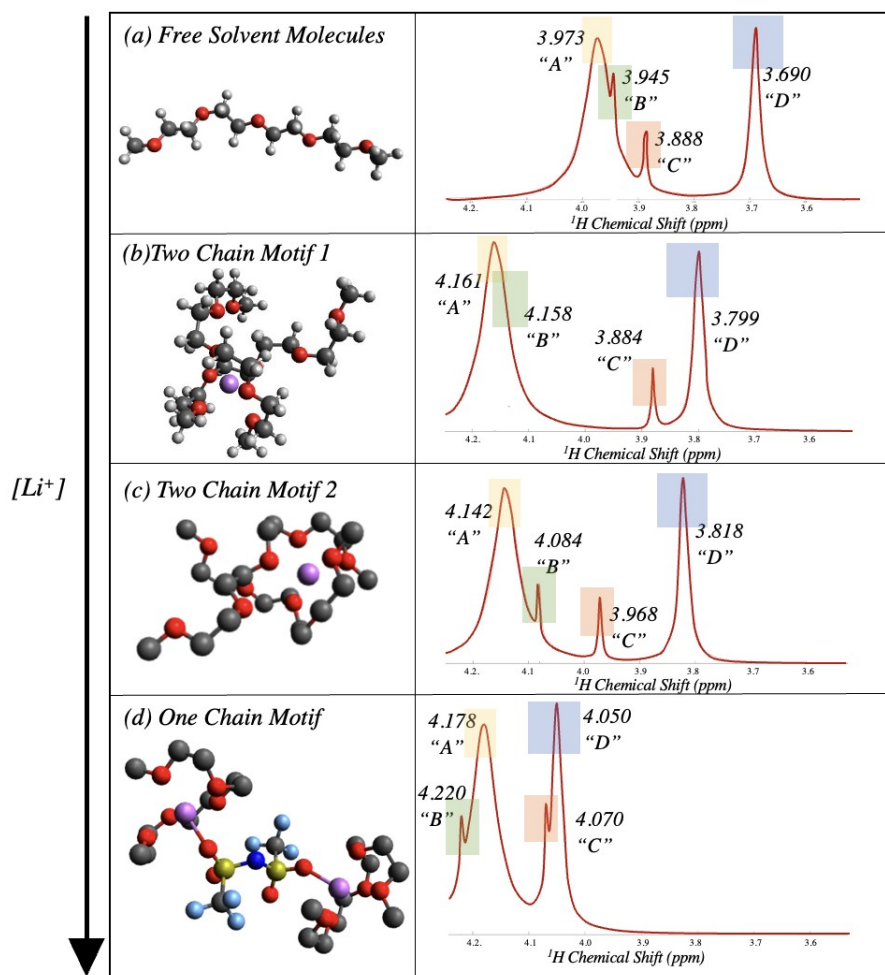 [Li⁺]
(a) Free Solvent Molecules
3.973
“A”
3.945
“B”
3.888
“C”
3.690
“D”
4.2. 4.1 4.0 3.9 3.8 3.7 3.6
¹H Chemical Shift (ppm)
(b)Two Chain Motif 1
4.161
“A”
4.158
“B”
3.884
“C”
3.799
“D”
4.2. 4.1 4.0 3.9 3.8 3.7 3.6
¹H Chemical Shift (ppm)
(c) Two Chain Motif 2
4.142
“A”
4.084
“B”
3.968
“C”
3.818
“D”
4.2. 4.1 4.0 3.9 3.8 3.7 3.6
¹H Chemical Shift (ppm)
(d) One Chain Motif
4.178
“A”
4.220
“B”
4.050
“D”
4.070
“C”
4.2. 4.1 4.0 3.9 3.8 3.7 3.6
¹H Chemical Shift (ppm)